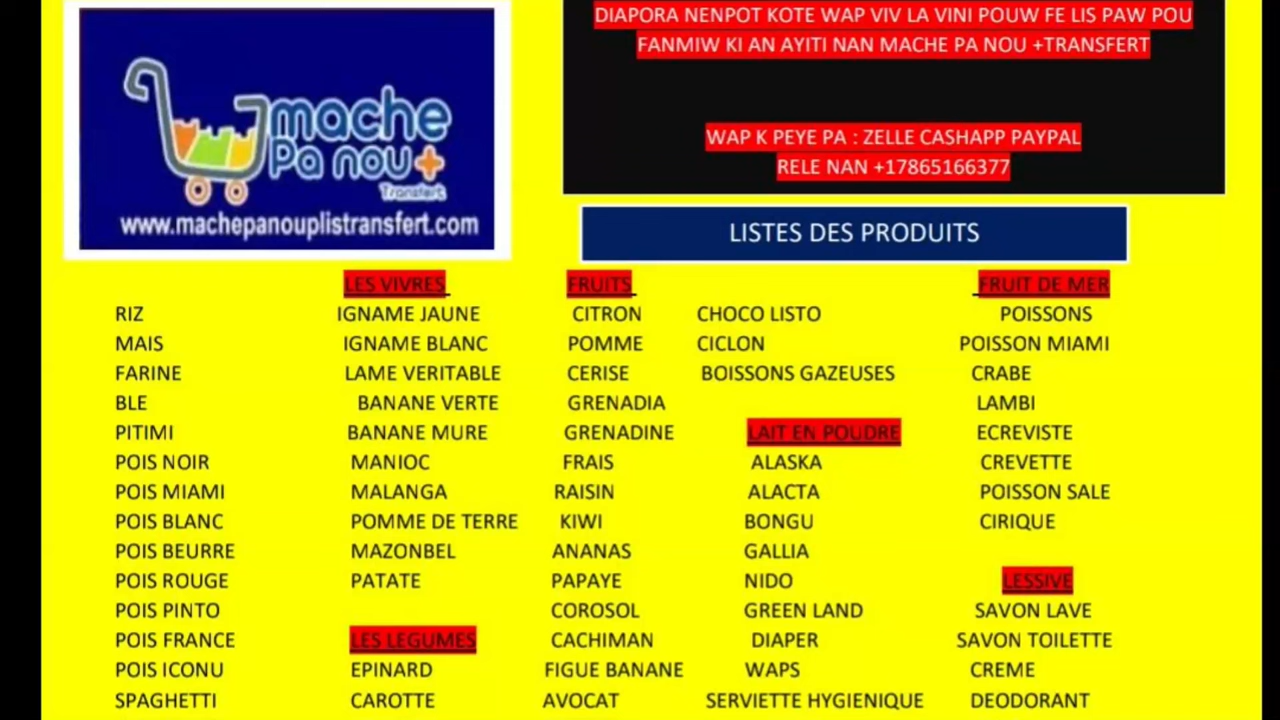 mache
Pa nou+
Transfert
www.machepanouplistransfert.com
DIAPORA NENPOT KOTE WAP VIV LA VINI POUW FE LIS PAW POU
FANMIW KI AN AYITI NAN MACHE PA NOU +TRANSFERT
WAP K PEYE PA : ZELLE CASHAPP PAYPAL
RELE NAN +17865166377
LISTES DES PRODUITS
LES VIVRES FRUITS FRUIT DE MER
RIZ IGNAME JAUNE CITRON CHOCO LISTO POISSONS
MAIS IGNAME BLANC POMME CICLON POISSON MIAMI
FARINE LAME VERITABLE CERISE BOISSONS GAZEUSES CRABE
BLE BANANE VERTE GRENADIA LAMBI
PITIMI BANANE MURE GRENADINE LAIT EN POUDRE ECREVISTE
POIS NOIR MANIOC FRAIS ALASKA CREVETTE
POIS MIAMI MALANGA RAISIN ALACTA POISSON SALE
POIS BLANC POMME DE TERRE KIWI BONGU CIRIQUE
POIS BEURRE MAZONBEL ANANAS GALLIA
POIS ROUGE PATATE PAPAYE NIDO LESSIVE
POIS PINTO COROSOL GREEN LAND SAVON LAVE
POIS FRANCE LES LEGUMES CACHIMAN DIAPER SAVON TOILETTE
POIS ICONU EPINARD FIGUE BANANE WAPS CREME
SPAGHETTI CAROTTE AVOCAT SERVIETTE HYGIENIQUE DEODORANT